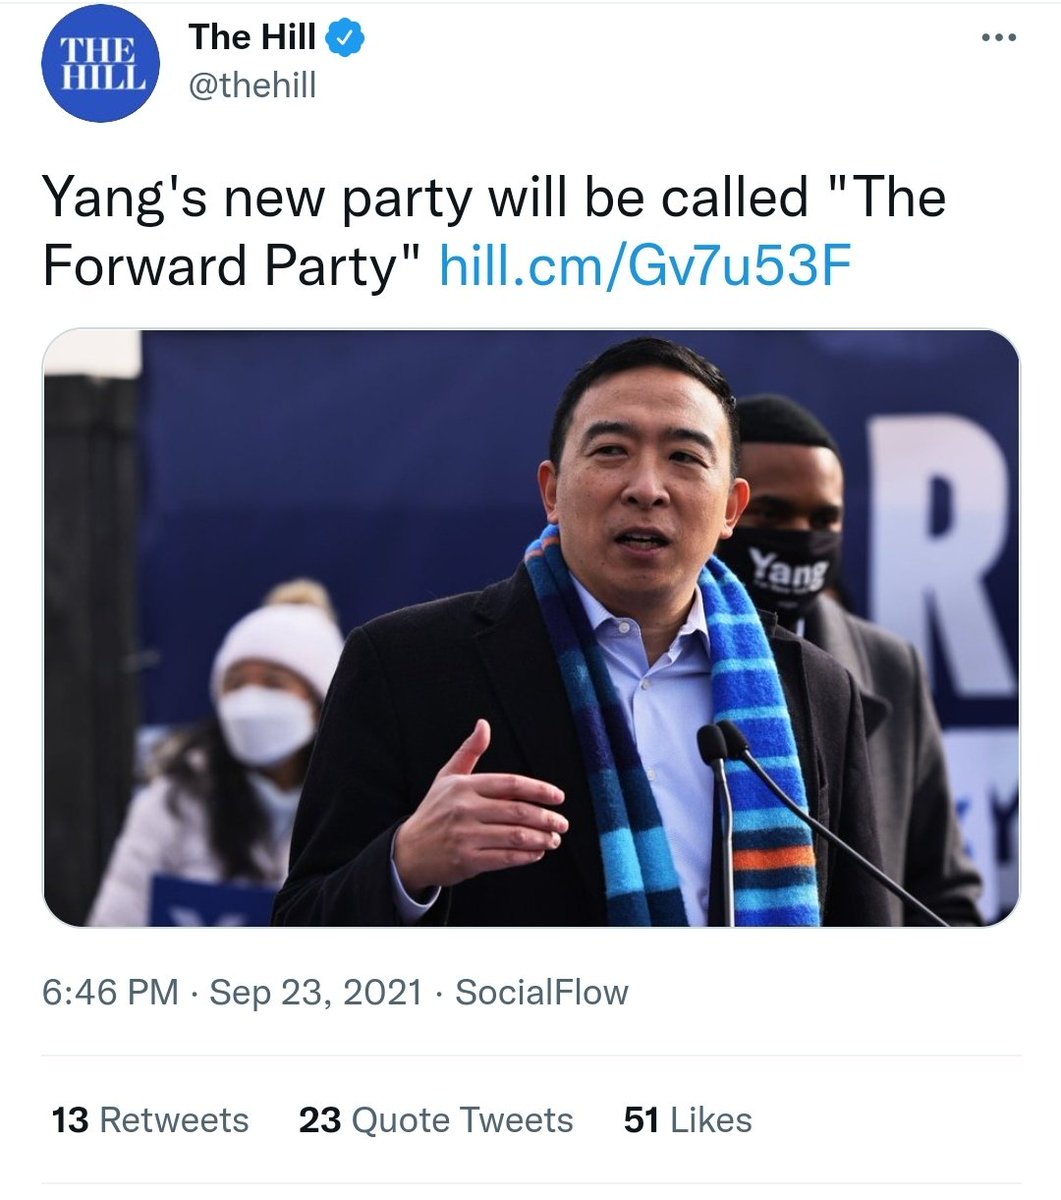 THE
HILL
The Hill
@thehill
Yang's new party will be called "The
Forward Party" hill.cm/Gv7u53F
R
Yang
Y
6:46 PM · Sep 23, 2021 · SocialFlow
13 Retweets 23 Quote Tweets 51 Likes